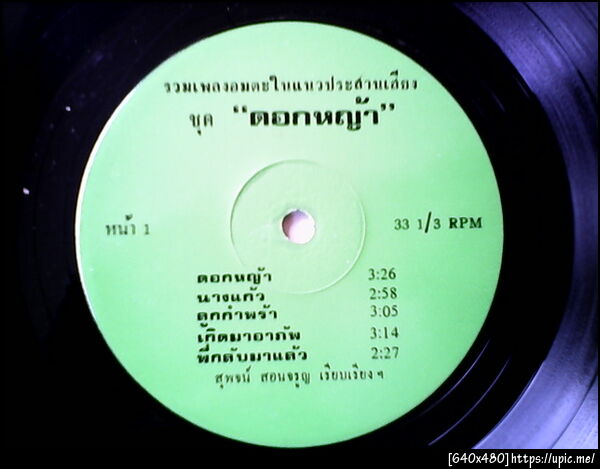 รวมเพลงอมตะในแนวประสานเสียง
ชุด "ดอกหญ้า"
หน้า 1
33 1/3 RPM
ดอกหญ้า 3:26
นางแก้ว 2:58
ลูกกำพร้า 3:05
เกิดมาอาภัพ 3:14
พี่กลับมาแล้ว 2:27
สุพจน์ สอนจรูญ เรียบเรียง ฯ
[640x480]https://upic.me/